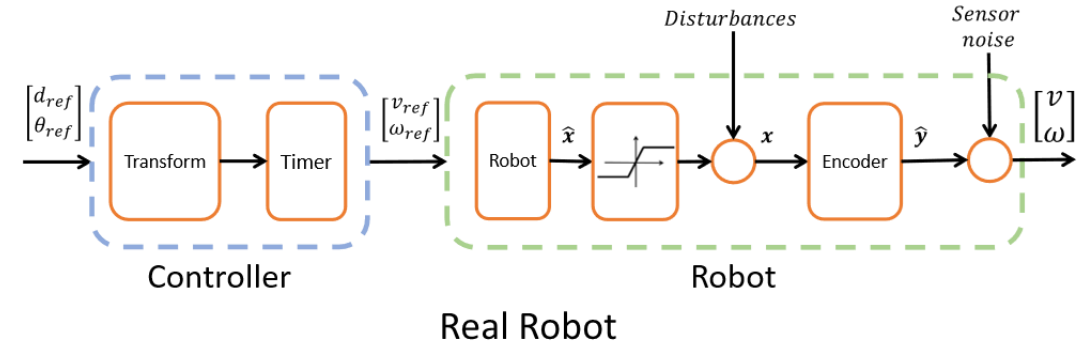 Disturbances
Sensor
noise
[d_ref
θ_ref]
Transform
Timer
[v_ref
ω_ref]
Robot
x̂
x
Encoder
ŷ
[v
ω]
Controller
Robot
Real Robot